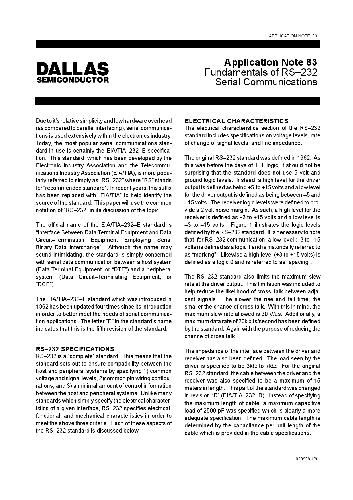 APPLICATION NOTE 83
DALLAS
SEMICONDUCTOR
Application Note 83
Fundamentals of RS–232
Serial Communications
Due to it's relative simplicity and low hardware overhead
(as compared to parallel interfacing), serial communications
is used extensively within the electronics industry.
Today, the most popular serial communications standard
in use is certainly the EIA/TIA–232–E specification.
This standard, which has been developed by the
Electronic Industry Association and the Telecommunications
Industry Association (EIA/TIA), is more popularly
referred to simply as "RS–232" where "RS" stands
for "recommended standard". In recent years, this suffix
has been replaced with "EIA/TIA" to help identify the
source of the standard. This paper will use the common
notation of "RS–232" in its discussion of the topic.
The official name of the EIA/TIA–232–E standard is
"Interface Between Data Terminal Equipment and Data
Circuit–Termination Equipment Employing Serial
Binary Data Interchange". Although the name may
sound intimidating, the standard is simply concerned
with serial data communication between a host system
(Data Terminal Equipment, or "DTE") and a peripheral
system (Data Circuit–Terminating Equipment, or
"DCE").
The EIA/TIA–232–E standard which was introduced in
1962 has been updated four times since its introduction
in order to better meet the needs of serial communication
applications. The letter "E" in the standard's name
indicates that this is the fifth revision of the standard.
RS–232 SPECIFICATIONS
RS–232 is a "complete" standard. This means that the
standard sets out to ensure compatibility between the
host and peripheral systems by specifying 1) common
voltage and signal levels, 2) common pin wiring configurations,
and 3) a minimal amount of control information
between the host and peripheral systems. Unlike many
standards which simply specify the electrical characteristics
of a given interface, RS–232 specifies electrical,
functional, and mechanical characteristics in order to
meet the above three criteria. Each of these aspects of
the RS–232 standard is discussed below.
ELECTRICAL CHARACTERISTICS
The electrical characteristics section of the RS–232
standard includes specifications on voltage levels, rate
of change of signal levels, and line impedance.
The original RS–232 standard was defined in 1962. As
this was before the days of TTL logic, it should not be
surprising that the standard does not use 5 volt and
ground logic levels. Instead, a high level for the driver
output is defined as being +5 to +15 volts and a low level
for the driver output is defined as being between –5 and
–15 volts. The receiver logic levels were defined to provide
a 2 volt noise margin. As such, a high level for the
receiver is defined as +3 to +15 volts and a low level is
–3 to –15 volts. Figure 1 illustrates the logic levels
defined by the RS–232 standard. It is necessary to note
that, for RS–232 communication, a low level (–3 to –15
volts) is defined as a logic 1 and is historically referred to
as "marking". Likewise a high level (+3 to +15 volts) is
defined as a logic 0 and is referred to as "spacing".
The RS–232 standard also limits the maximum slew
rate at the driver output. This limitation was included to
help reduce the likelihood of cross–talk between adjacent
signals. The slower the rise and fall time, the
smaller the chance of cross talk. With this in mind, the
maximum slew rate allowed is 30 V/us. Additionally, a
maximum data rate of 20k bits/second has been defined
by the standard. Again with the purpose of reducing the
chance of cross talk.
The impedance of the interface between the driver and
receiver has also been defined. The load seen by the
driver is specified to be 3kΩ to 7kΩ. For the original
RS–232 standard, the cable between the driver and the
receiver was also specified to be a maximum of 15
meters in length. This part of the standard was changed
in revision "D" (EIA/TIA–232–D). Instead of specifying
the maximum length of cable, a maximum capacitive
load of 2500 pF was specified which is clearly a more
adequate specification. The maximum cable length is
determined by the capacitance per unit length of the
cable which is provided in the cable specifications.